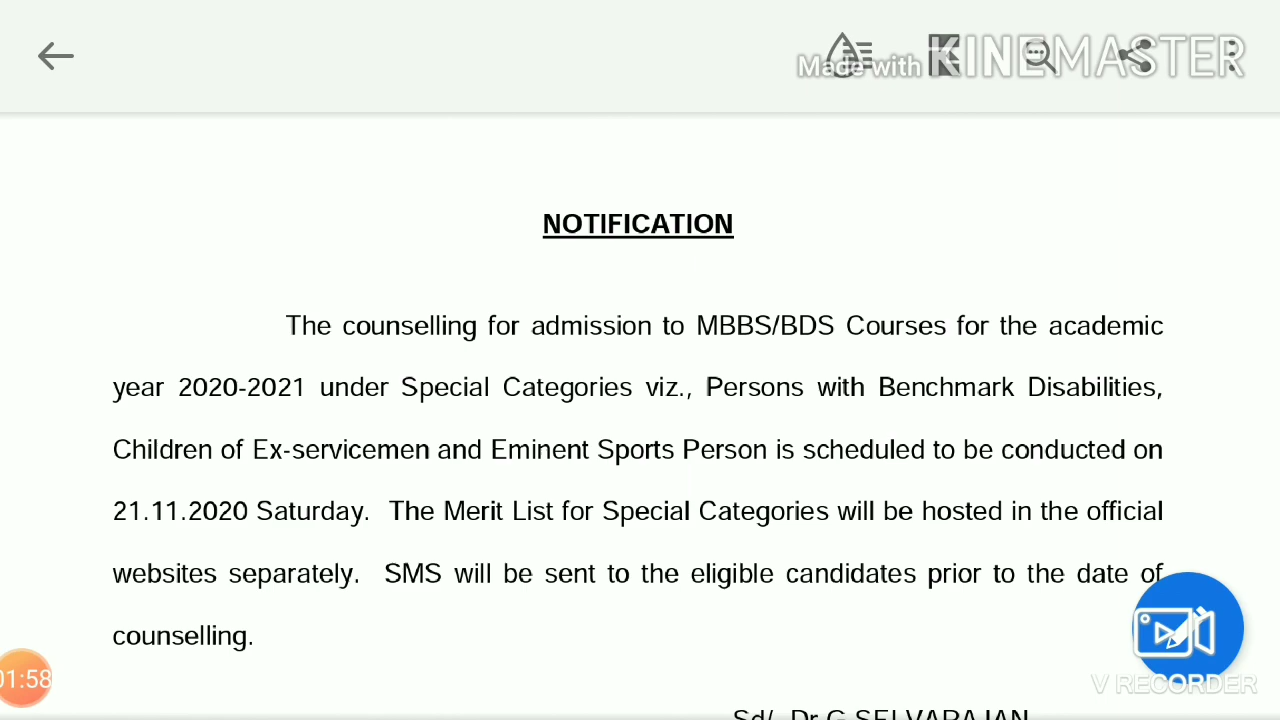 Made with KINEMASTER
NOTIFICATION
The counselling for admission to MBBS/BDS Courses for the academic
year 2020-2021 under Special Categories viz., Persons with Benchmark Disabilities,
Children of Ex-servicemen and Eminent Sports Person is scheduled to be conducted on
21.11.2020 Saturday. The Merit List for Special Categories will be hosted in the official
websites separately. SMS will be sent to the eligible candidates prior to the date of
counselling.
01:58
V RECORDER
Sd/. Dr.G.SELVARAJAN